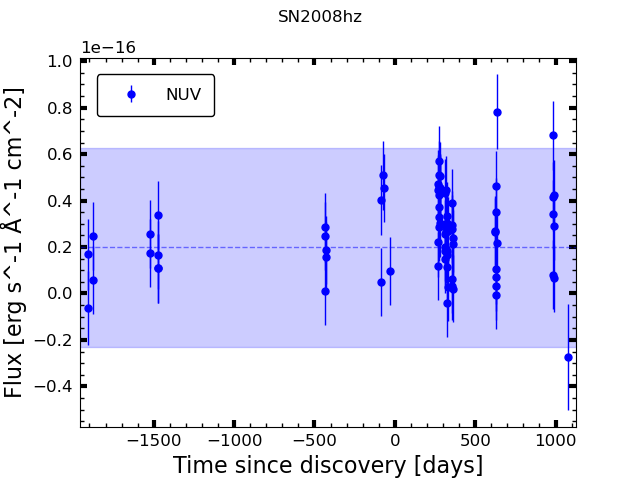 SN2008hz
1e−16
1.0
0.8
0.6
0.4
0.2
0.0
−0.2
−0.4
NUV
Flux [erg s^-1 Å^-1 cm^-2]
−1500 −1000 −500 0 500 1000
Time since discovery [days]